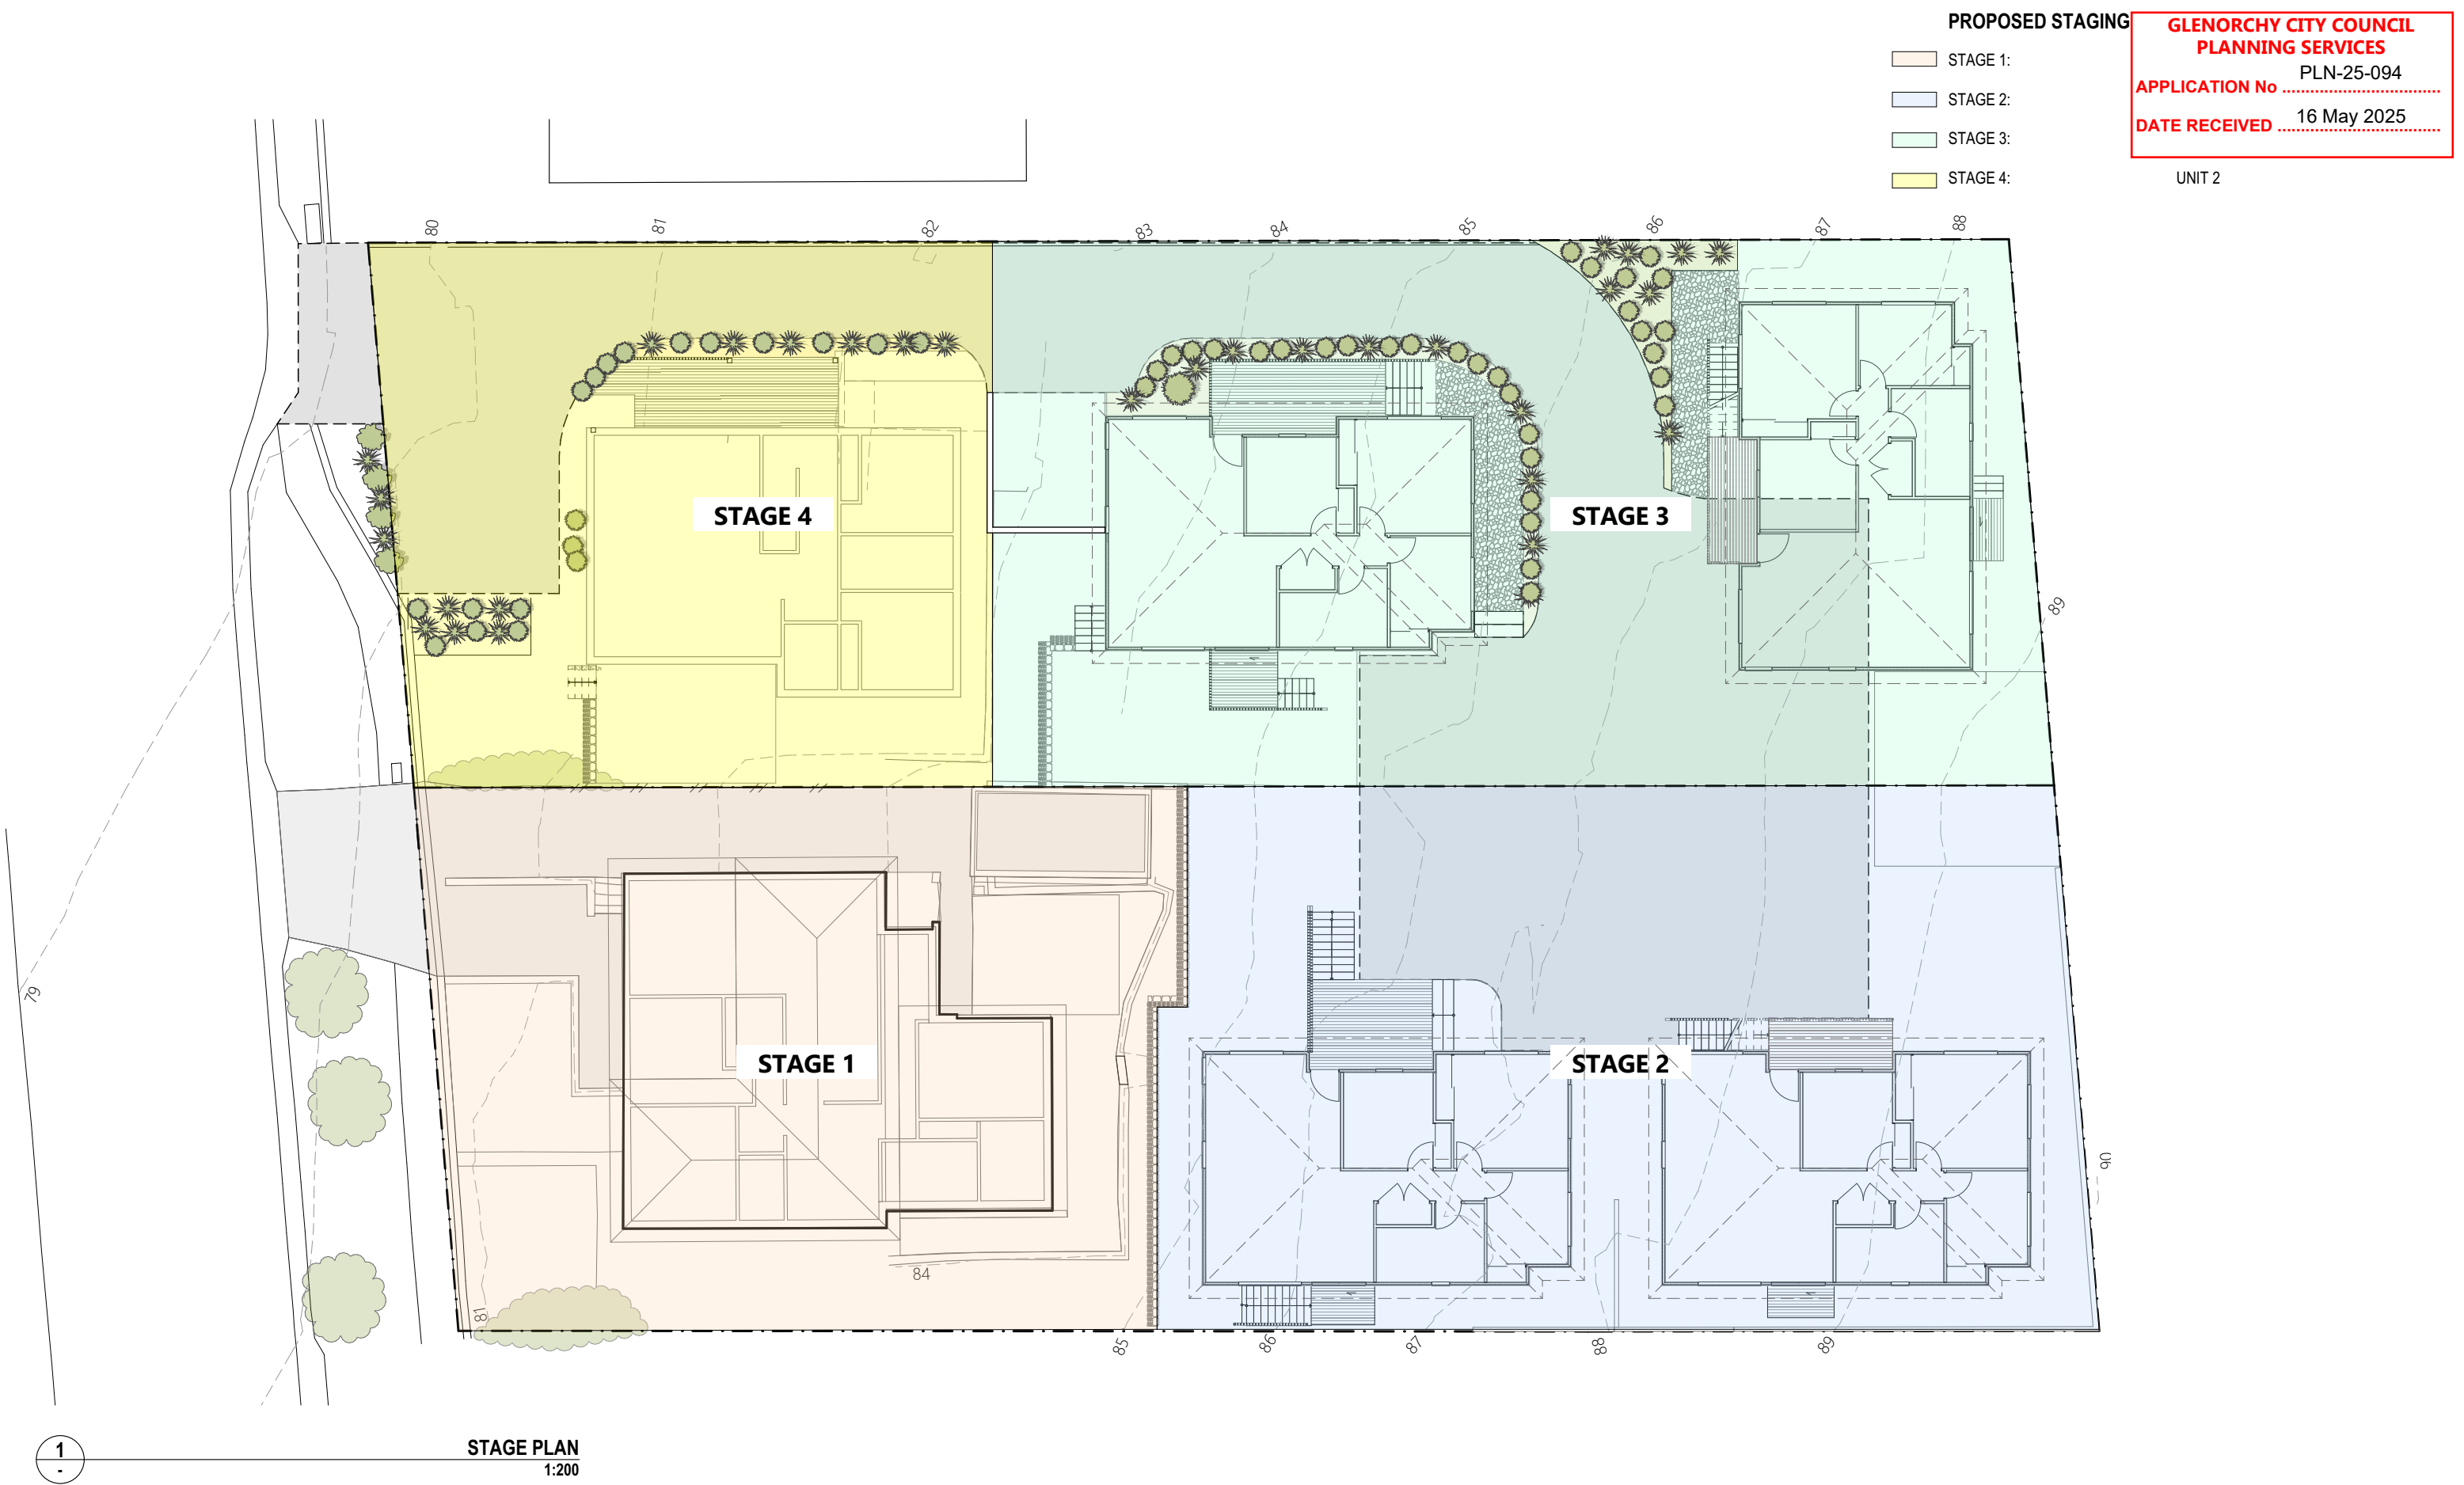 PROPOSED STAGING
STAGE 1:
STAGE 2:
STAGE 3:
STAGE 4:
UNIT 2
GLENORCHY CITY COUNCIL
PLANNING SERVICES
APPLICATION No PLN-25-094
DATE RECEIVED 16 May 2025
80
81
82
83
84
85
86
87
88
STAGE 4
STAGE 3
89
79
STAGE 1
STAGE 2
90
84
81
85
86
87
88
89
1
-
STAGE PLAN
1:200